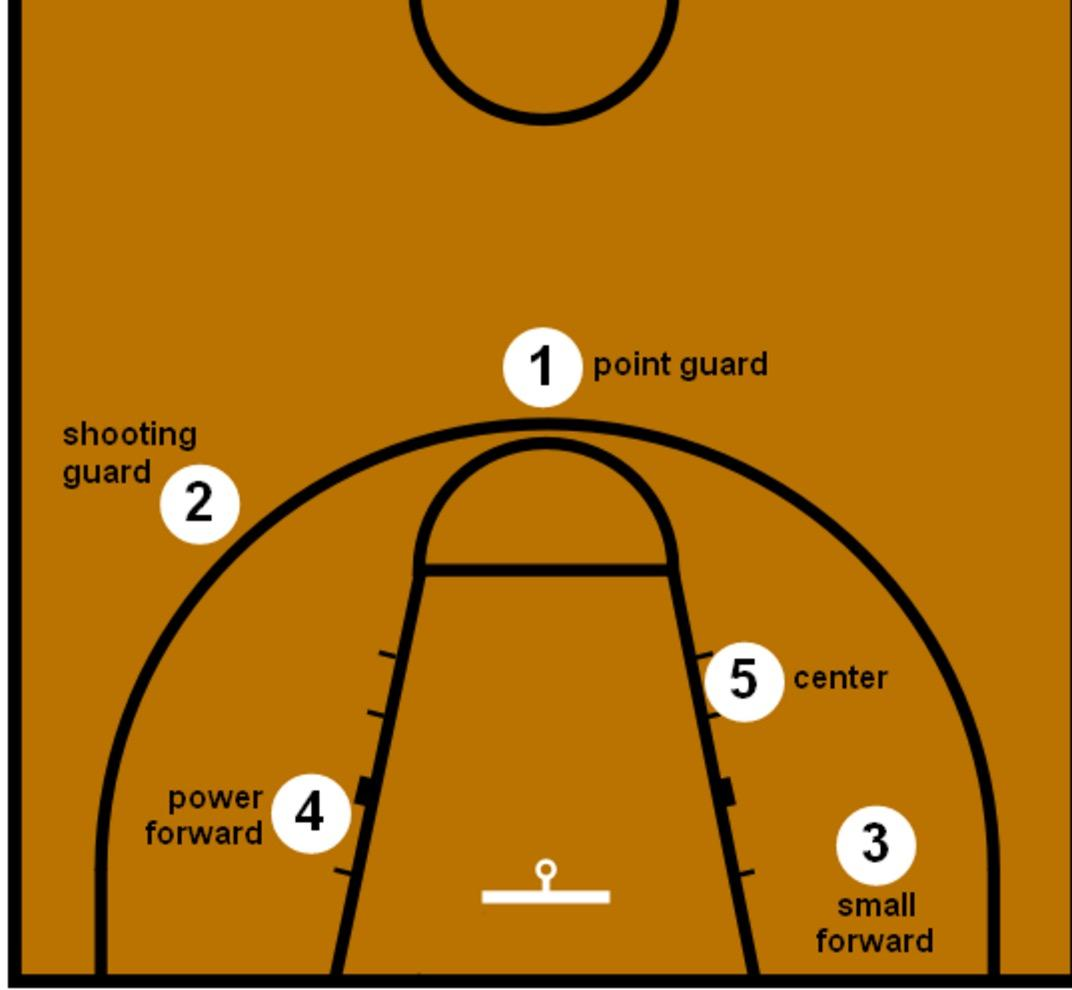 1 point guard
shooting
guard
2
5 center
power
forward
4
3
small
forward